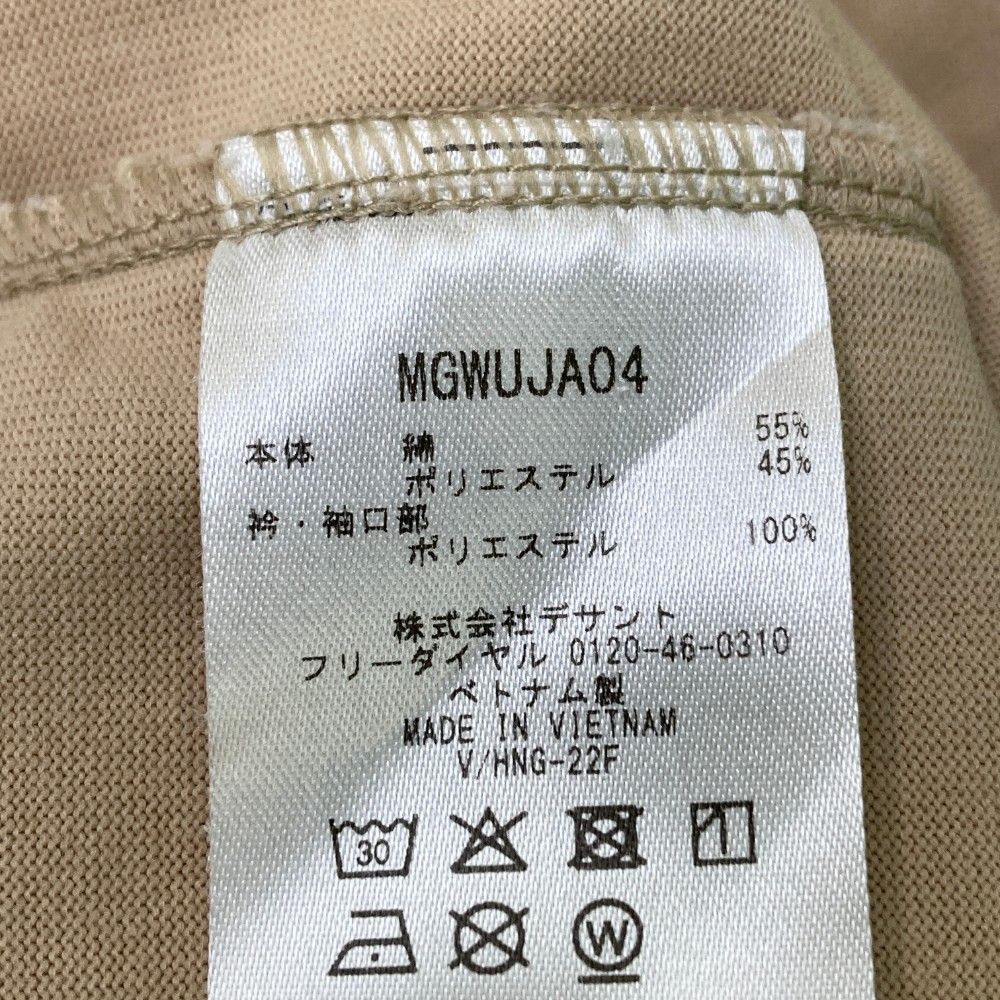 MGWUJA04
本体 綿 55%
ポリエステル 45%
衿・袖口部
ポリエステル 100%
株式会社デサント
フリーダイヤル 0120-46-0310
ベトナム製
MADE IN VIETNAM
V/HNG-22F
30
W